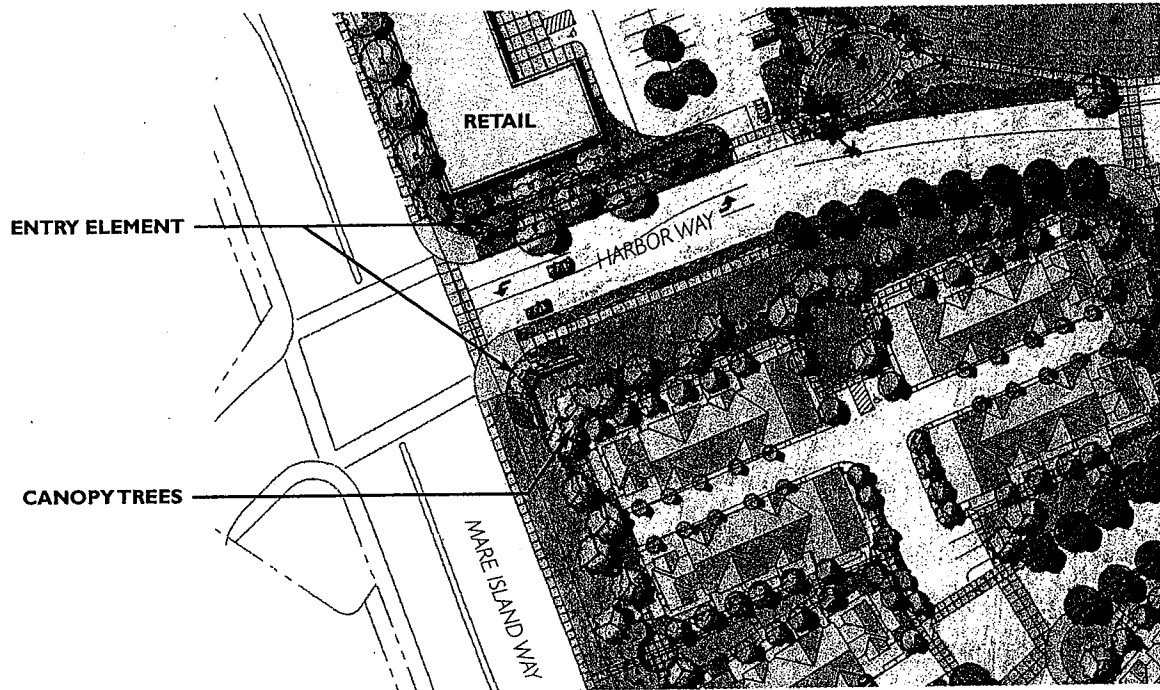 RETAIL
ENTRY ELEMENT
HARBOR WAY
CANOPY TREES
MARE ISLAND WAY